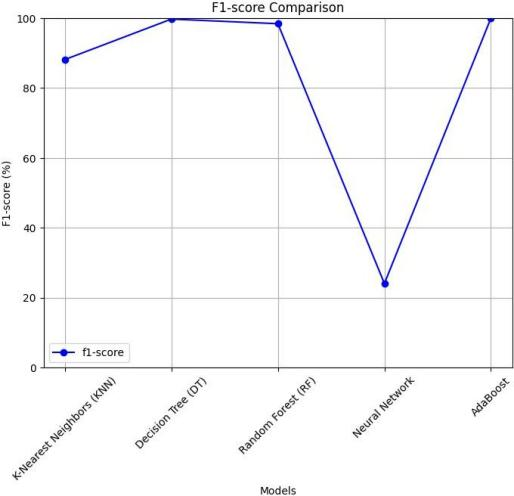 F1-score Comparison
100
80
60
40
20
0
F1-score (%)
f1-score
K-Nearest Neighbors (KNN)
Decision Tree (DT)
Random Forest (RF)
Neural Network
AdaBoost
Models